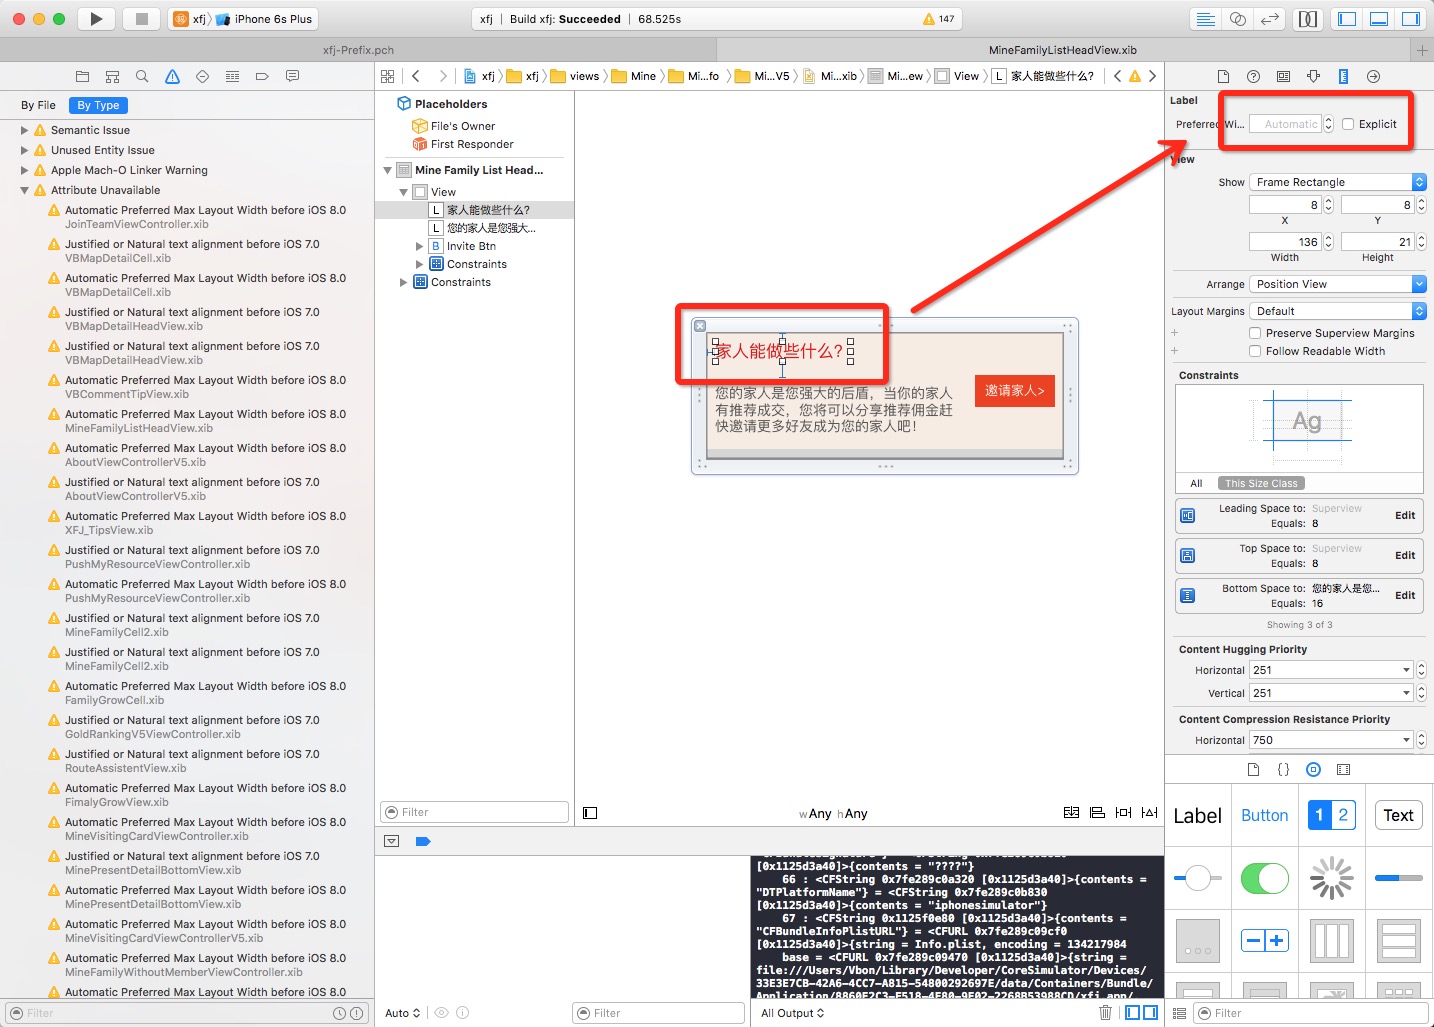 xfj
iPhone 6s Plus
xfj
Build xfj: Succeeded
68.525s
147
xfj-Prefix.pch
MineFamilyListHeadView.xib
xfj
xfj
views
Mine
Mi...fo
Mi...V5
Mi...xib
Mi...ew
View
L 家人能做些什么?
By File
By Type
Semantic Issue
Unused Entity Issue
Apple Mach-O Linker Warning
Attribute Unavailable
Automatic Preferred Max Layout Width before iOS 8.0
JoinTeamViewController.xib
Justified or Natural text alignment before iOS 7.0
VBMapDetailCell.xib
Automatic Preferred Max Layout Width before iOS 8.0
VBMapDetailCell.xib
Justified or Natural text alignment before iOS 7.0
VBMapDetailHeadView.xib
Automatic Preferred Max Layout Width before iOS 8.0
VBMapDetailHeadView.xib
Automatic Preferred Max Layout Width before iOS 8.0
VBCommentTipView.xib
Automatic Preferred Max Layout Width before iOS 8.0
MineFamilyListHeadView.xib
Automatic Preferred Max Layout Width before iOS 8.0
AboutViewControllerV5.xib
Justified or Natural text alignment before iOS 7.0
AboutViewControllerV5.xib
Automatic Preferred Max Layout Width before iOS 8.0
XFJ_TipsView.xib
Justified or Natural text alignment before iOS 7.0
PushMyResourceViewController.xib
Automatic Preferred Max Layout Width before iOS 8.0
PushMyResourceViewController.xib
Justified or Natural text alignment before iOS 7.0
MineFamilyCell2.xib
Justified or Natural text alignment before iOS 7.0
MineFamilyCell2.xib
Automatic Preferred Max Layout Width before iOS 8.0
FamilyGrowCell.xib
Justified or Natural text alignment before iOS 7.0
GoldRankingV5ViewController.xib
Justified or Natural text alignment before iOS 7.0
RouteAssistentView.xib
Automatic Preferred Max Layout Width before iOS 8.0
FimalyGrowView.xib
Automatic Preferred Max Layout Width before iOS 8.0
MineVisitingCardViewController.xib
Justified or Natural text alignment before iOS 7.0
MinePresentDetailBottomView.xib
Automatic Preferred Max Layout Width before iOS 8.0
MinePresentDetailBottomView.xib
Automatic Preferred Max Layout Width before iOS 8.0
MineVisitingCardViewControllerV5.xib
Automatic Preferred Max Layout Width before iOS 8.0
MineFamilyWithoutMemberViewController.xib
Automatic Preferred Max Layout Width before iOS 8.0
Filter
Placeholders
File's Owner
First Responder
Mine Family List Head...
View
L 家人能做些什么?
L 您的家人是您强大...
B Invite Btn
Constraints
Constraints
Filter
家人能做些什么?
您的家人是您强大的后盾，当你的家人
有推荐成交，您将可以分享推荐佣金赶
快邀请更多好友成为您的家人吧!
邀请家人>
wAny hAny
Auto
Filter
[0x1125d3a40]>{contents = "????"}
66 : <CFString 0x7fe289c0a320 [0x1125d3a40]>{contents =
"DTPlatformName"} = <CFString 0x7fe289c0b830
[0x1125d3a40]>{contents = "iphonesimulator"}
67 : <CFString 0x1125f0e80 [0x1125d3a40]>{contents =
"CFBundleInfoPlistURL"} = <CFURL 0x7fe289c09cf0
[0x1125d3a40]>{string = Info.plist, encoding = 134217984
base = <CFURL 0x7fe289c09470 [0x1125d3a40]>{string =
file:///Users/Vbon/Library/Developer/CoreSimulator/Devices/
33E3E7CB-42A6-4CC7-A815-54800292697E/data/Containers/Bundle/
All Output
Label
Preferred Wi...
Automatic
Explicit
View
Show
Frame Rectangle
8
8
X
Y
136
21
Width
Height
Arrange
Position View
Layout Margins
Default
Preserve Superview Margins
Follow Readable Width
Constraints
Ag
All
This Size Class
Leading Space to: Superview
Equals: 8
Edit
Top Space to: Superview
Equals: 8
Edit
Bottom Space to: 您的家人是您...
Equals: 16
Edit
Showing 3 of 3
Content Hugging Priority
Horizontal
251
Vertical
251
Content Compression Resistance Priority
Horizontal
750
Label
Button
1 2
Text
Filter